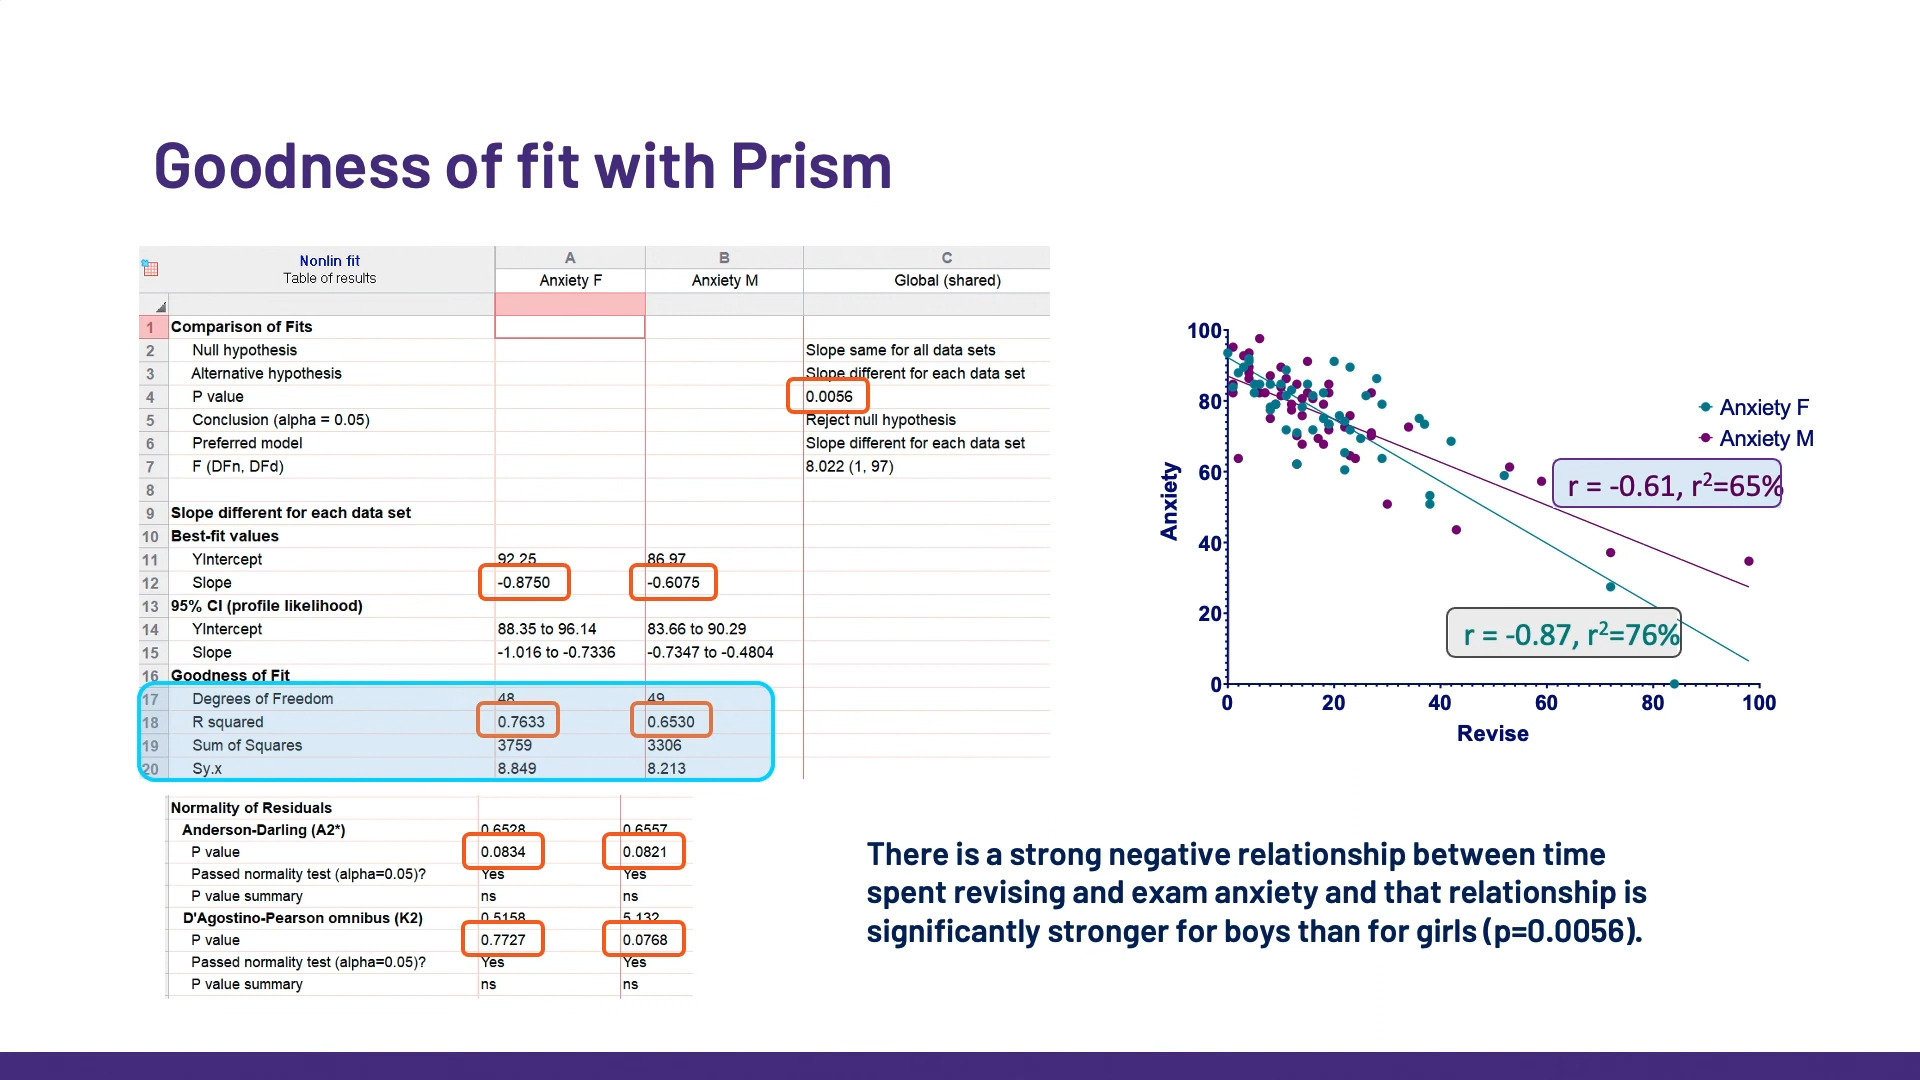 Goodness of fit with Prism
Nonlin fit A B C
Table of results Anxiety F Anxiety M Global (shared)
1 Comparison of Fits
2 Null hypothesis Slope same for all data sets
3 Alternative hypothesis Slope different for each data set
4 P value 0.0056
5 Conclusion (alpha = 0.05) Reject null hypothesis
6 Preferred model Slope different for each data set
7 F (DFn, DFd) 8.022 (1, 97)
8
9 Slope different for each data set
10 Best-fit values
11 YIntercept 92.25 86.97
12 Slope -0.8750 -0.6075
13 95% CI (profile likelihood)
14 YIntercept 88.35 to 96.14 83.66 to 90.29
15 Slope -1.016 to -0.7336 -0.7347 to -0.4804
16 Goodness of Fit
17 Degrees of Freedom 48 49
18 R squared 0.7633 0.6530
19 Sum of Squares 3759 3306
20 Sy.x 8.849 8.213
Normality of Residuals
Anderson-Darling (A2*) 0.6528 0.6557
P value 0.0834 0.0821
Passed normality test (alpha=0.05)? Yes Yes
P value summary ns ns
D'Agostino-Pearson omnibus (K2) 0.5158 5.132
P value 0.7727 0.0768
Passed normality test (alpha=0.05)? Yes Yes
P value summary ns ns
100
80
60
40
20
0
Anxiety
0 20 40 60 80 100
Revise
Anxiety F
Anxiety M
r = -0.61, r²=65%
r = -0.87, r²=76%
There is a strong negative relationship between time
spent revising and exam anxiety and that relationship is
significantly stronger for boys than for girls (p=0.0056).